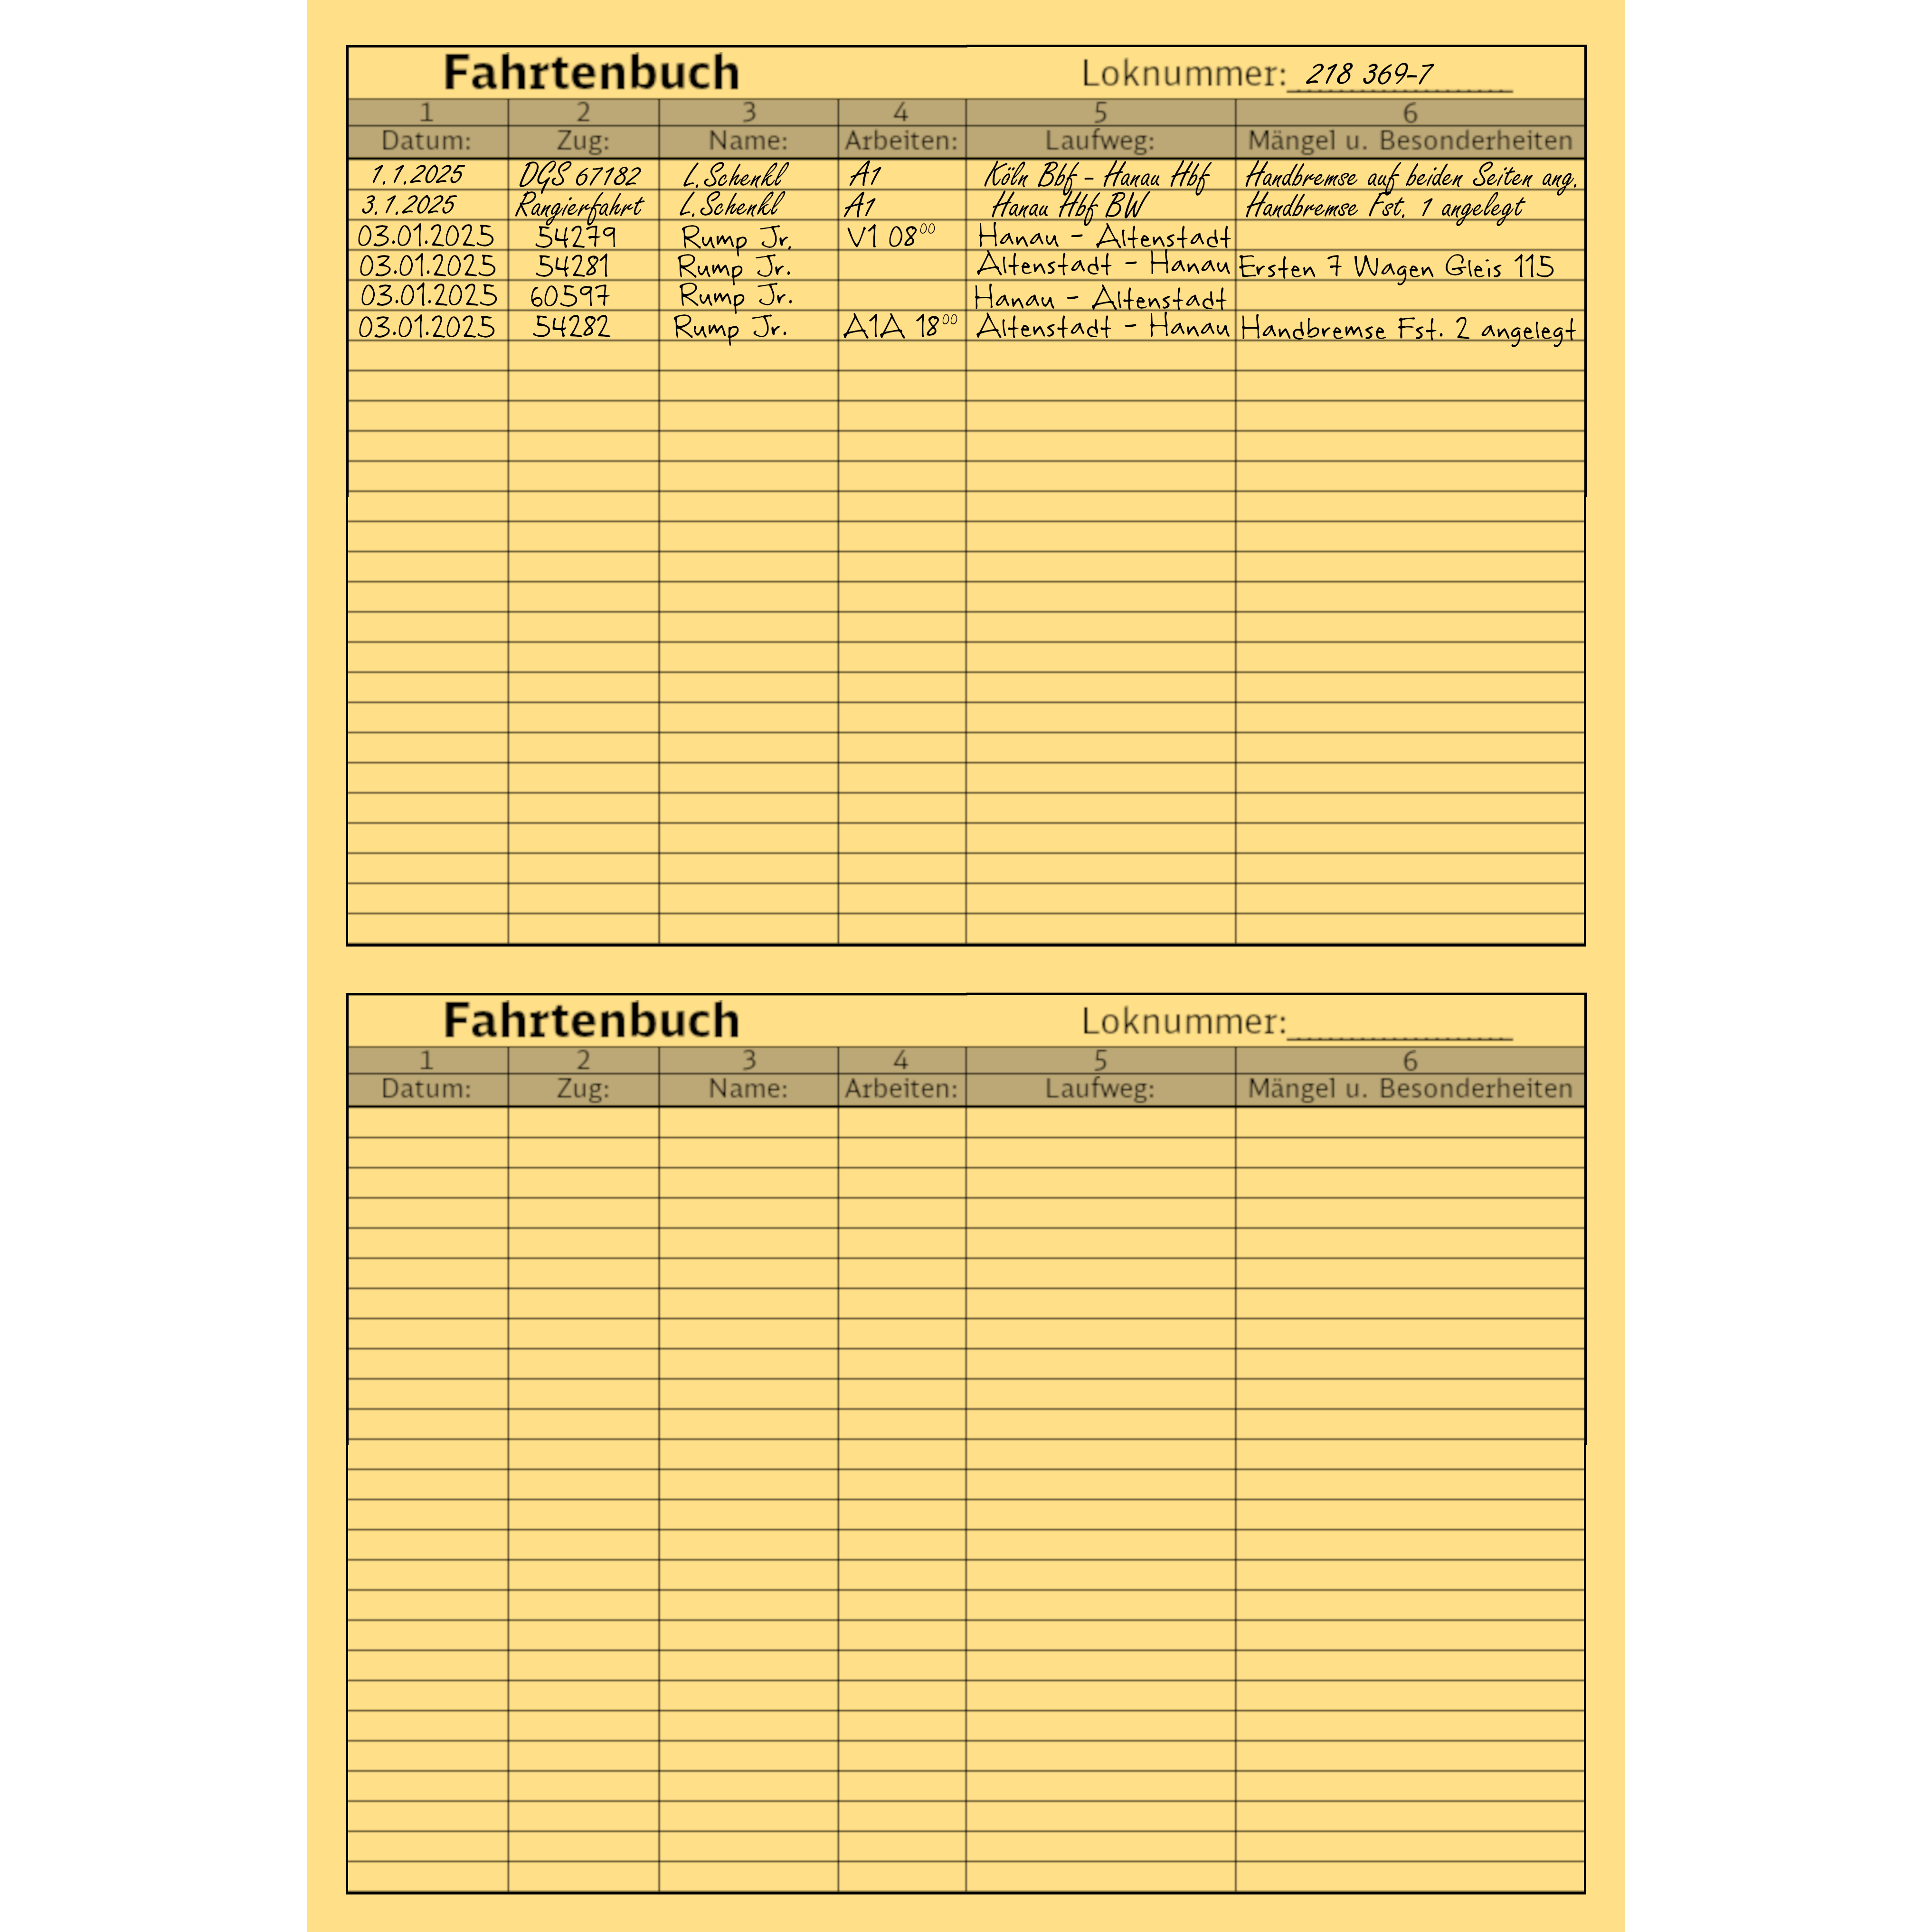 Fahrtenbuch Loknummer: 218 369-7
1 2 3 4 5 6
Datum: Zug: Name: Arbeiten: Laufweg: Mängel u. Besonderheiten
1.1.2025 DGS 67182 L.Schenkl A1 Köln Bbf - Hanau Hbf Handbremse auf beiden Seiten ang.
3.1.2025 Rangierfahrt L.Schenkl A1 Hanau Hbf BW Handbremse Fst. 1 angelegt
03.01.2025 54279 Rump Jr. V1 08⁰⁰ Hanau - Altenstadt
03.01.2025 54281 Rump Jr. Altenstadt - Hanau Ersten 7 Wagen Gleis 115
03.01.2025 60597 Rump Jr. Hanau - Altenstadt
03.01.2025 54282 Rump Jr. A1A 18⁰⁰ Altenstadt - Hanau Handbremse Fst. 2 angelegt
Fahrtenbuch Loknummer:
1 2 3 4 5 6
Datum: Zug: Name: Arbeiten: Laufweg: Mängel u. Besonderheiten